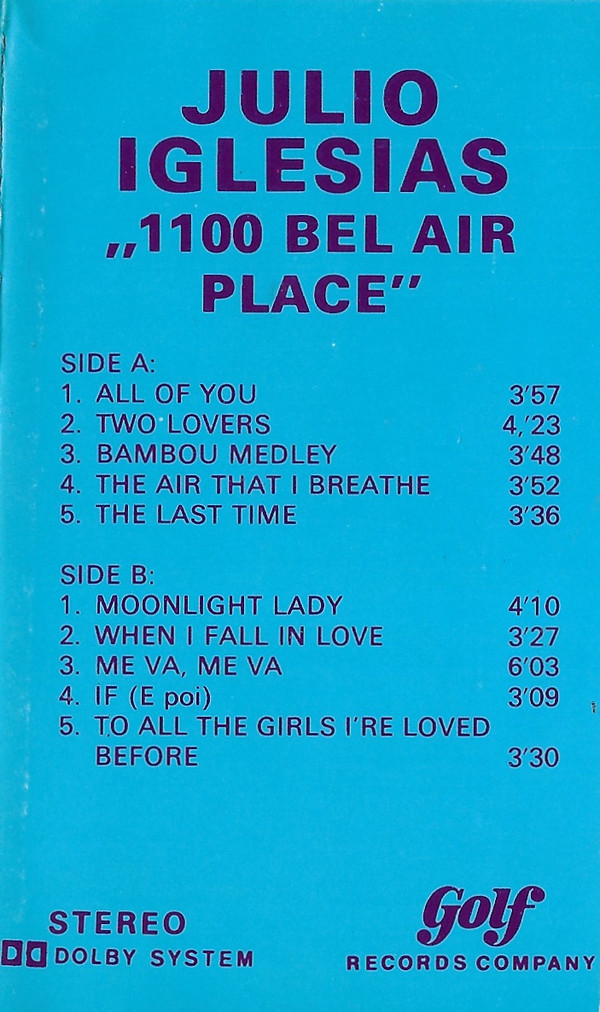 JULIO
IGLESIAS
„1100 BEL AIR
PLACE”
SIDE A:
1. ALL OF YOU 3'57
2. TWO LOVERS 4,'23
3. BAMBOU MEDLEY 3'48
4. THE AIR THAT I BREATHE 3'52
5. THE LAST TIME 3'36
SIDE B:
1. MOONLIGHT LADY 4'10
2. WHEN I FALL IN LOVE 3'27
3. ME VA, ME VA 6'03
4. IF (E poi) 3'09
5. T.O ALL THE GIRLS I'RE LOVED
BEFORE 3'30
STEREO
DOLBY SYSTEM
Golf
RECORDS COMPANY